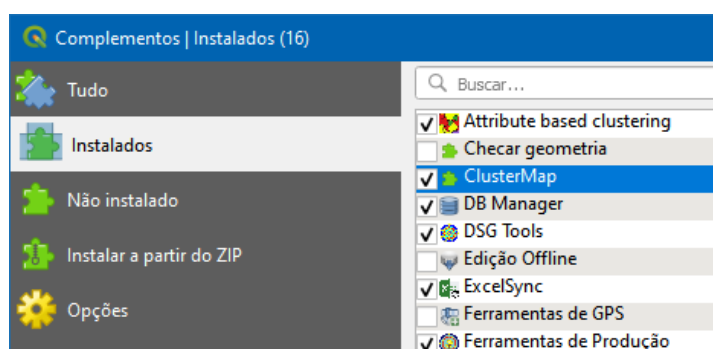 Complementos | Instalados (16)
Tudo
Instalados
Não instalado
Instalar a partir do ZIP
Opções
Buscar...
Attribute based clustering
Checar geometria
ClusterMap
DB Manager
DSG Tools
Edição Offline
ExcelSync
Ferramentas de GPS
Ferramentas de Produção